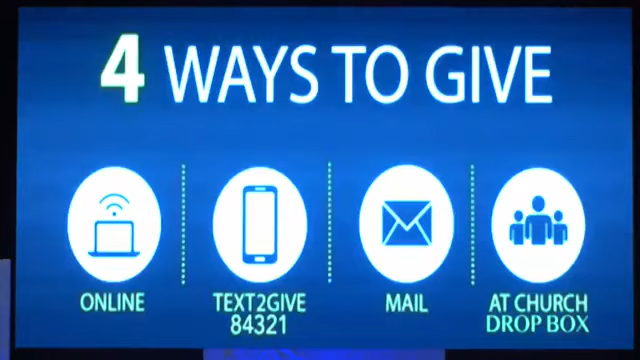 4 WAYS TO GIVE
ONLINE
TEXT2GIVE
84321
MAIL
AT CHURCH
DROP BOX